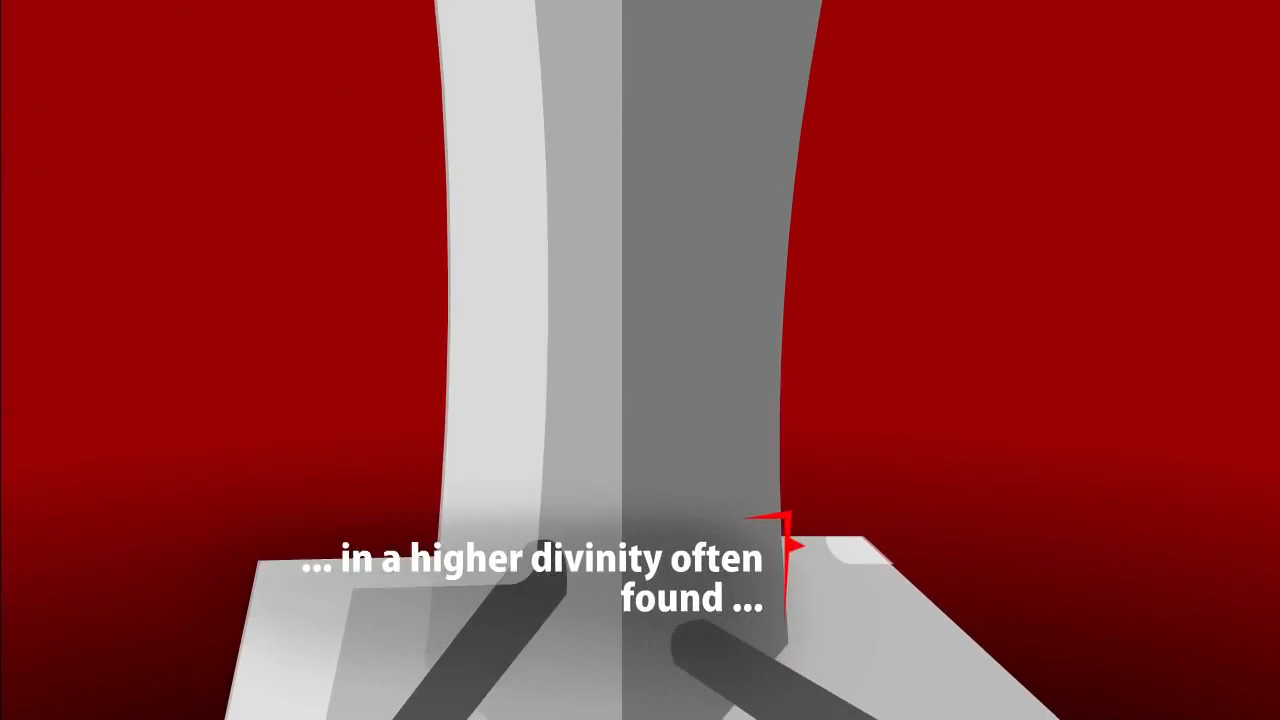 ... in a higher divinity often
found ...